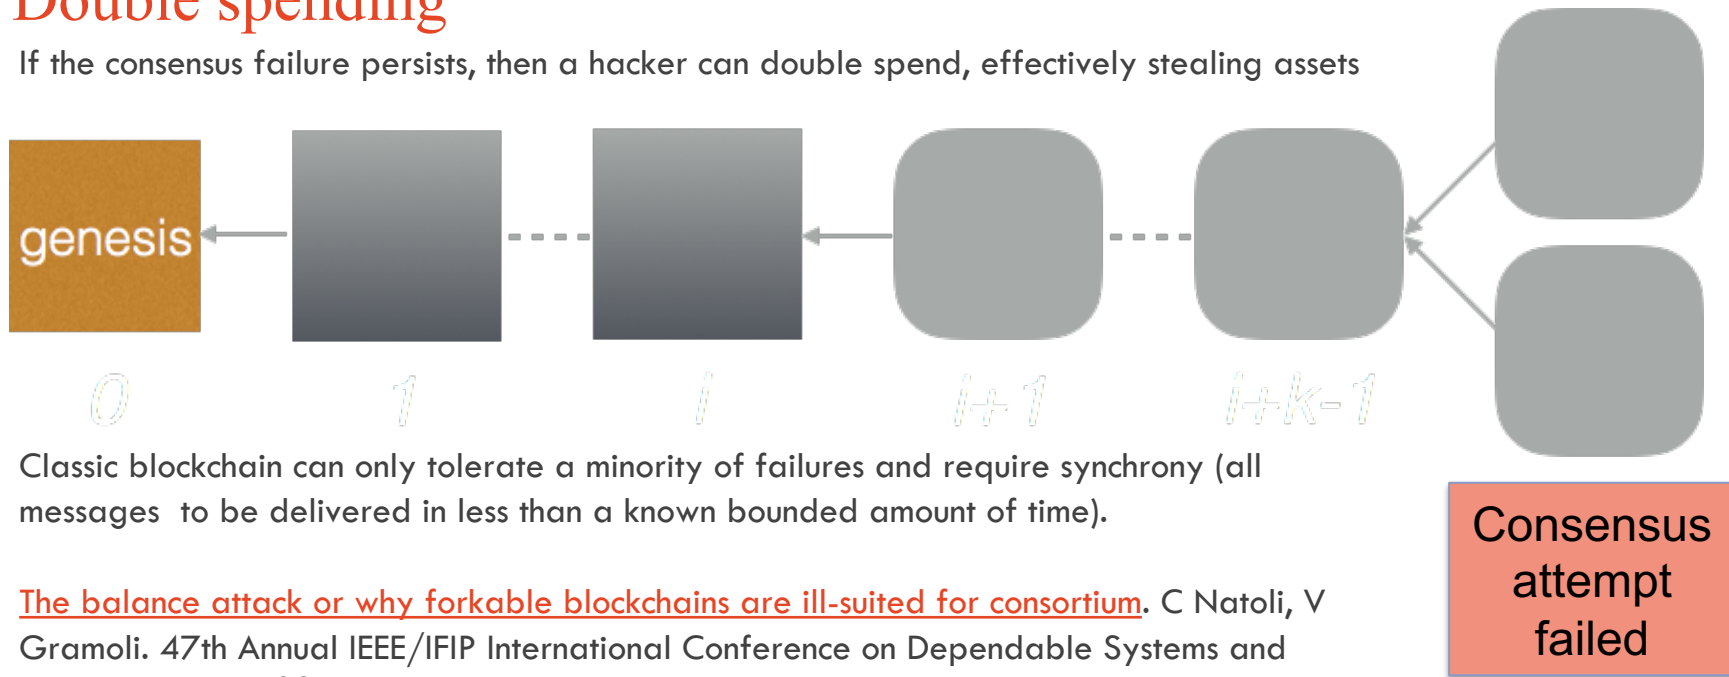 Double spending
If the consensus failure persists, then a hacker can double spend, effectively stealing assets
genesis
0 1 i i+1 i+k-1
Classic blockchain can only tolerate a minority of failures and require synchrony (all
messages to be delivered in less than a known bounded amount of time).
Consensus
attempt
failed
The balance attack or why forkable blockchains are ill-suited for consortium. C Natoli, V
Gramoli. 47th Annual IEEE/IFIP International Conference on Dependable Systems and